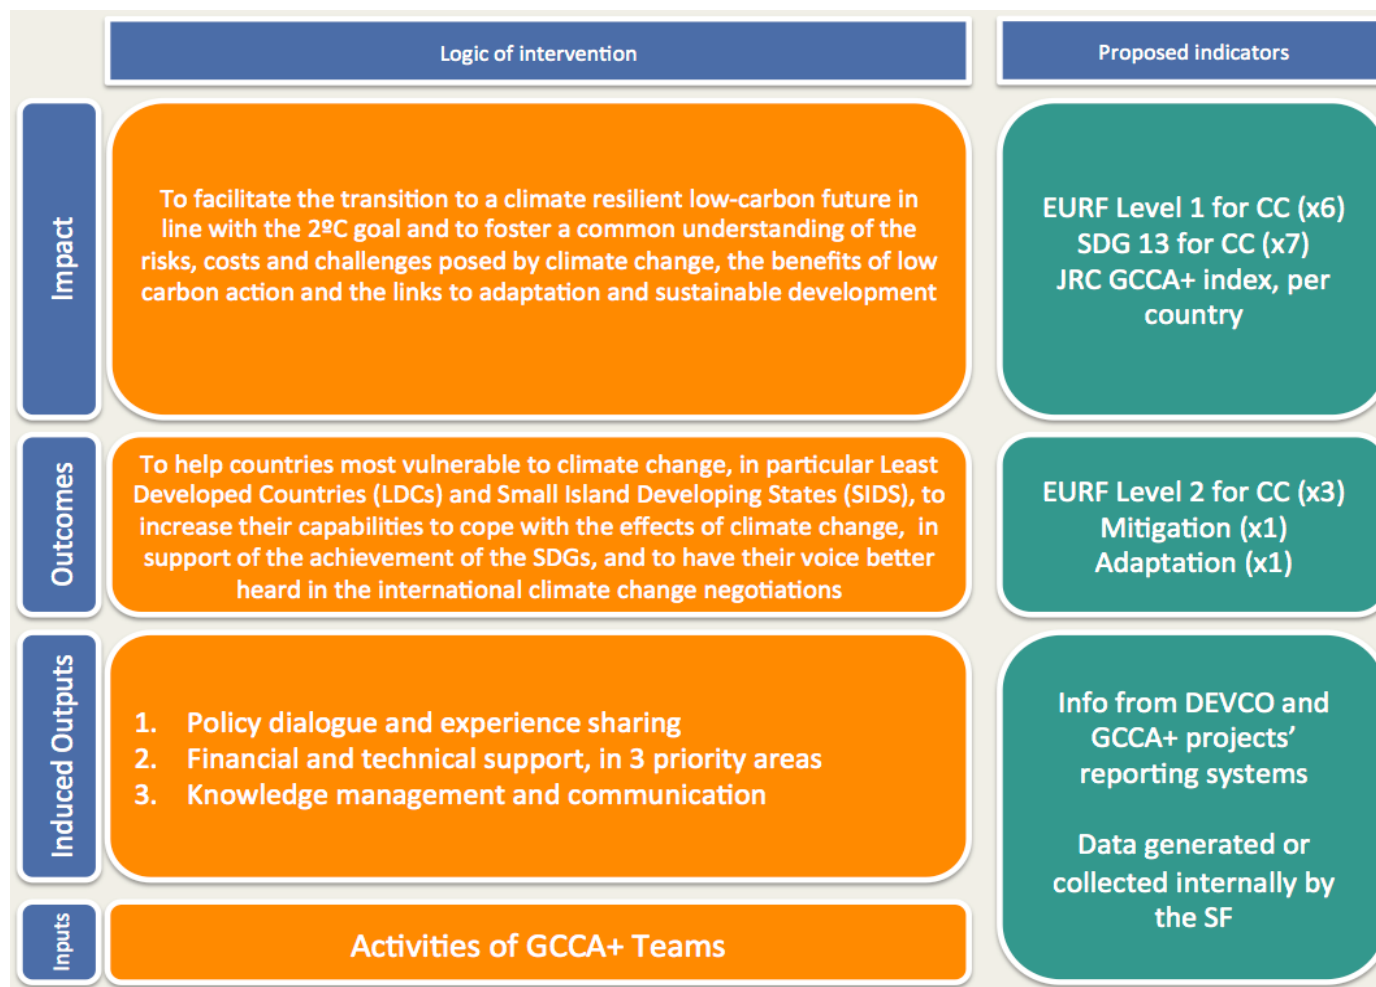 Logic of intervention
Proposed indicators
Impact
To facilitate the transition to a climate resilient low-carbon future in
line with the 2ºC goal and to foster a common understanding of the
risks, costs and challenges posed by climate change, the benefits of low
carbon action and the links to adaptation and sustainable development
EURF Level 1 for CC (x6)
SDG 13 for CC (x7)
JRC GCCA+ index, per
country
Outcomes
To help countries most vulnerable to climate change, in particular Least
Developed Countries (LDCs) and Small Island Developing States (SIDS), to
increase their capabilities to cope with the effects of climate change, in
support of the achievement of the SDGs, and to have their voice better
heard in the international climate change negotiations
EURF Level 2 for CC (x3)
Mitigation (x1)
Adaptation (x1)
Induced Outputs
1. Policy dialogue and experience sharing
2. Financial and technical support, in 3 priority areas
3. Knowledge management and communication
Info from DEVCO and
GCCA+ projects’
reporting systems
Data generated or
collected internally by
the SF
Inputs
Activities of GCCA+ Teams